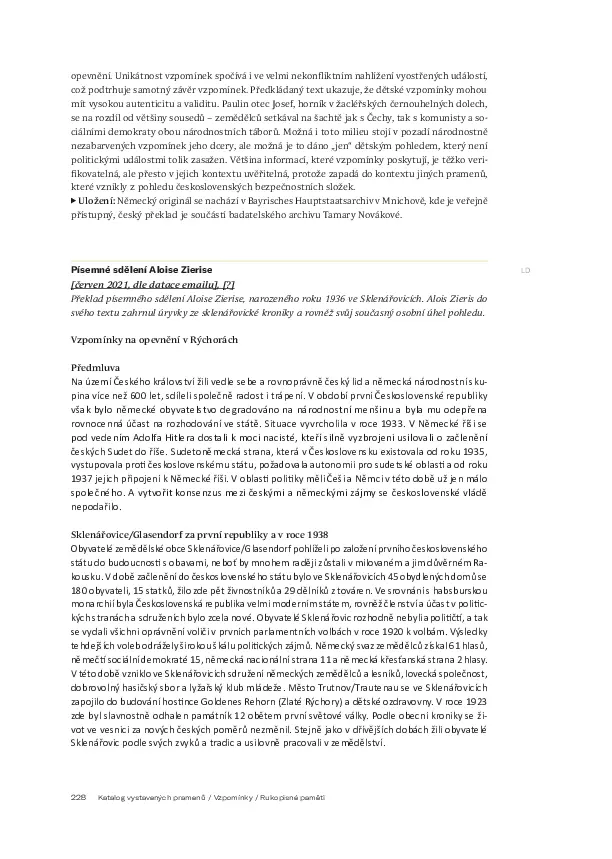 opevnění. Unikátnost vzpomínek spočívá i ve velmi nekonfliktním nahlížení vyostřených událostí,
což podtrhuje samotný závěr vzpomínek. Předkládaný text ukazuje, že dětské vzpomínky mohou
mít vysokou autenticitu a validitu. Paulin otec Josef, horník v žacléřských černouhelných dolech,
se na rozdíl od většiny sousedů – zemědělců setkával na šachtě jak s Čechy, tak s komunisty a so-
ciálními demokraty obou národnostních táborů. Možná i toto milieu stojí v pozadí národnostně
nezabarvených vzpomínek jeho dcery, ale možná je to dáno „jen“ dětským pohledem, který není
politickými událostmi tolik zasažen. Většina informací, které vzpomínky poskytují, je těžko veri-
fikovatelná, ale přesto v jejich kontextu uvěřitelná, protože zapadá do kontextu jiných pramenů,
které vznikly z pohledu československých bezpečnostních složek.
▶ Uložení: Německý originál se nachází v Bayrisches Hauptstaatsarchiv v Mnichově, kde je veřejně
přístupný, český překlad je součástí badatelského archivu Tamary Novákové.
Písemné sdělení Aloise Zierise
LD
[červen 2021, dle datace emailu], [?]
Překlad písemného sdělení Aloise Zierise, narozeného roku 1936 ve Sklenářovicích. Alois Zieris do
svého textu zahrnul úryvky ze sklenářovické kroniky a rovněž svůj současný osobní úhel pohledu.
Vzpomínky na opevnění v Rýchorách
Předmluva
Na území Českého království žili vedle sebe a rovnoprávně český lid a německá národnostní sku-
pina více než 600 let, sdíleli společně radost i trápení. V období první Československé republiky
však bylo německé obyvatelstvo degradováno na národnostní menšinu a byla mu odepřena
rovnocenná účast na rozhodování ve státě. Situace vyvrcholila v roce 1933. V Německé říši se
pod vedením Adolfa Hitlera dostali k moci nacisté, kteří silně vyzbrojeni usilovali o začlenění
českých Sudet do říše. Sudetoněmecká strana, která v Československu existovala od roku 1935,
vystupovala proti československému státu, požadovala autonomii pro sudetské oblasti a od roku
1937 jejich připojení k Německé říši. V oblasti politiky měli Češi a Němci v této době už jen málo
společného. A vytvořit konsenzus mezi českými a německými zájmy se československé vládě
nepodařilo.
Sklenářovice/Glasendorf za první republiky a v roce 1938
Obyvatelé zemědělské obce Sklenářovice/Glasendorf pohlíželi po založení prvního československého
státu do budoucnosti s obavami, neboť by mnohem raději zůstali v milovaném a jim důvěrném Ra-
kousku. V době začlenění do československého státu bylo ve Sklenářovicích 45 obydlených domů se
180 obyvateli, 15 statků, žilo zde pět živnostníků a 29 dělníků z továren. Ve srovnání s habsburskou
monarchií byla Československá republika velmi moderním státem, rovněž členství a účast v politic-
kých stranách a sdruženích bylo zcela nové. Obyvatelé Sklenářovic rozhodně nebyli apolitičtí, a tak
se vydali všichni oprávnění voliči v prvních parlamentních volbách v roce 1920 k volbám. Výsledky
tehdejších voleb odrážely širokou škálu politických zájmů. Německý svaz zemědělců získal 61 hlasů,
němečtí sociální demokraté 15, německá nacionální strana 11 a německá křesťanská strana 2 hlasy.
V této době vzniklo ve Sklenářovicích sdružení německých zemědělců a lesníků, lovecká společnost,
dobrovolný hasičský sbor a lyžařský klub mládeže. Město Trutnov/Trautenau se ve Sklenářovicích
zapojilo do budování hostince Goldenes Rehorn (Zlaté Rýchory) a dětské ozdravovny. V roce 1923
zde byl slavnostně odhalen památník 12 obětem první světové války. Podle obecní kroniky se ži-
vot ve vesnici za nových českých poměrů nezměnil. Stejně jako v dřívějších dobách žili obyvatelé
Sklenářovic podle svých zvyků a tradic a usilovně pracovali v zemědělství.
228 Katalog vystavených pramenů / Vzpomínky / Rukopisné paměti